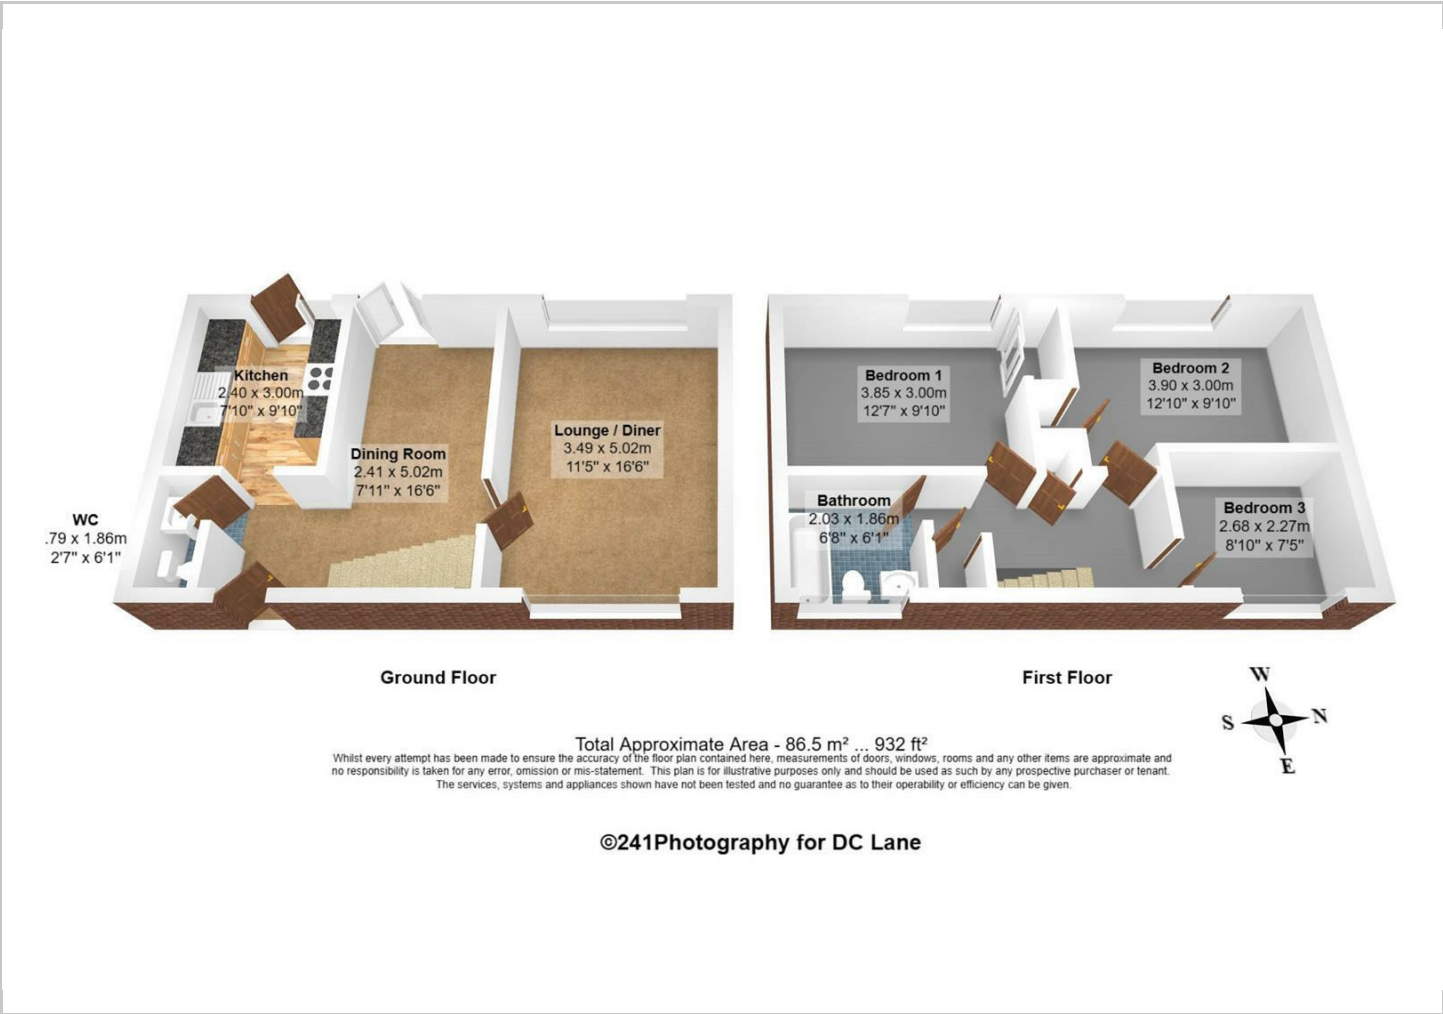 Kitchen
2.40 x 3.00m
7'10" x 9'10"
Dining Room
2.41 x 5.02m
7'11" x 16'6"
Lounge / Diner
3.49 x 5.02m
11'5" x 16'6"
WC
.79 x 1.86m
2'7" x 6'1"
Bedroom 1
3.85 x 3.00m
12'7" x 9'10"
Bedroom 2
3.90 x 3.00m
12'10" x 9'10"
Bathroom
2.03 x 1.86m
6'8" x 6'1"
Bedroom 3
2.68 x 2.27m
8'10" x 7'5"
Ground Floor
First Floor
W
S
N
E
Total Approximate Area - 86.5 m² ... 932 ft²
Whilst every attempt has been made to ensure the accuracy of the floor plan contained here, measurements of doors, windows, rooms and any other items are approximate and
no responsibility is taken for any error, omission or mis-statement. This plan is for illustrative purposes only and should be used as such by any prospective purchaser or tenant.
The services, systems and appliances shown have not been tested and no guarantee as to their operability or efficiency can be given.
©241Photography for DC Lane